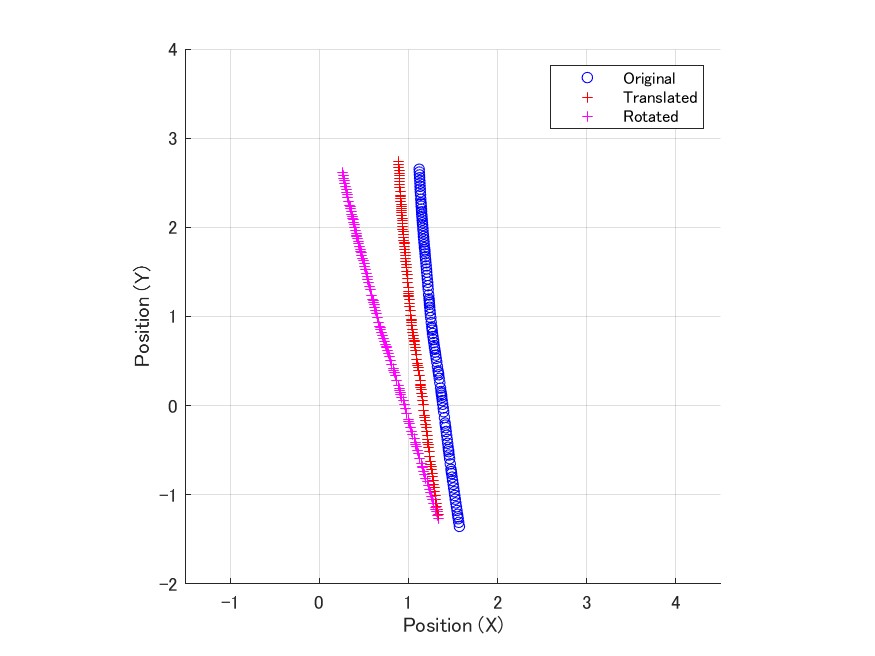 4
3
2
1
0
−1
−2
−1
0
1
2
3
4
Position (X)
Position (Y)
Original
Translated
Rotated